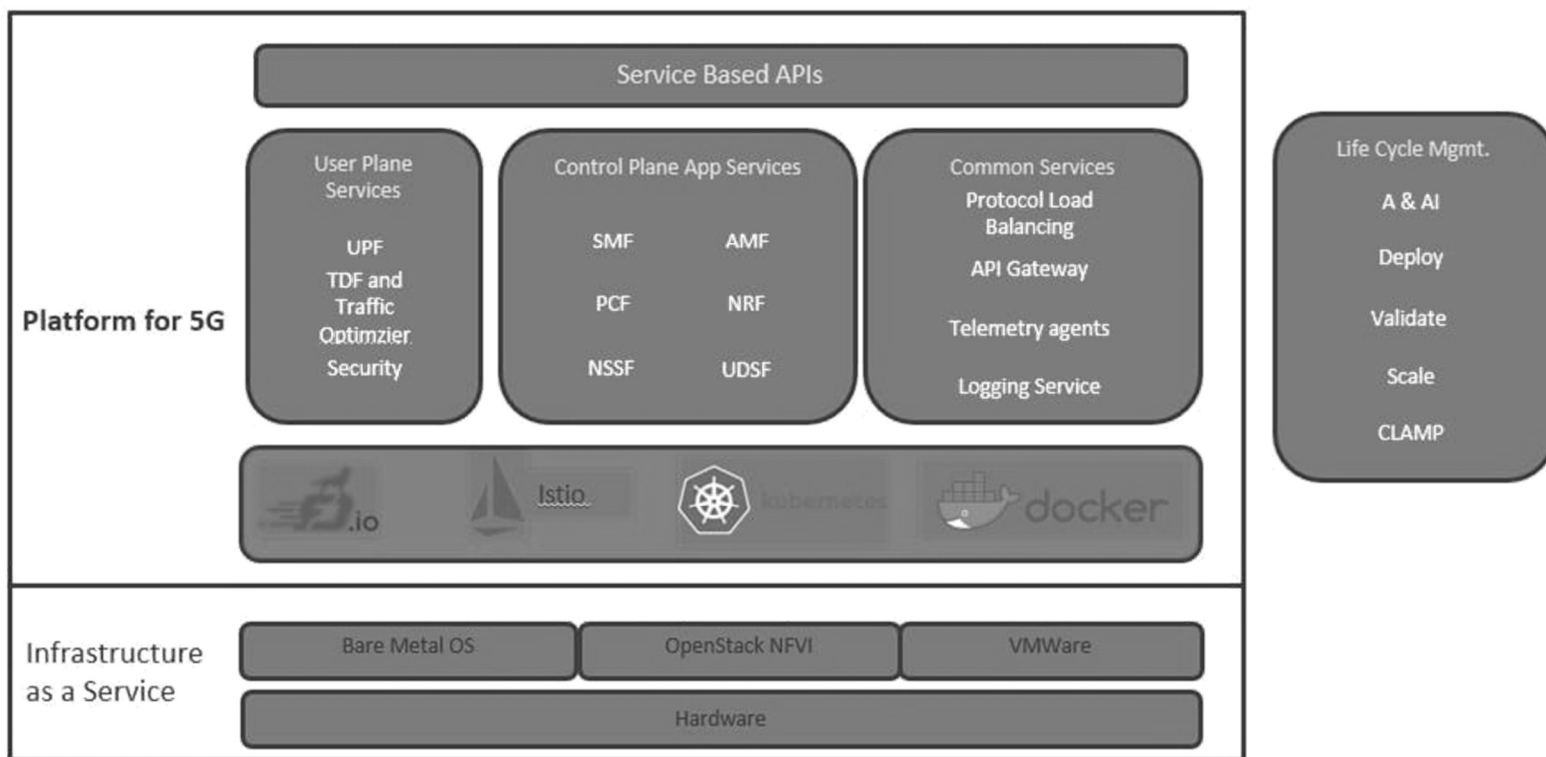 Service Based APIs
User Plane
Services
UPF
TDF and
Traffic
Optimzier
Security
Control Plane App Services
SMF AMF
PCF NRF
NSSF UDSF
Common Services
Protocol Load
Balancing
API Gateway
Telemetry agents
Logging Service
Life Cycle Mgmt.
A & AI
Deploy
Validate
Scale
CLAMP
Platform for 5G
.io
Istio
kubernetes
docker
Infrastructure
as a Service
Bare Metal OS
OpenStack NFVI
VMWare
Hardware